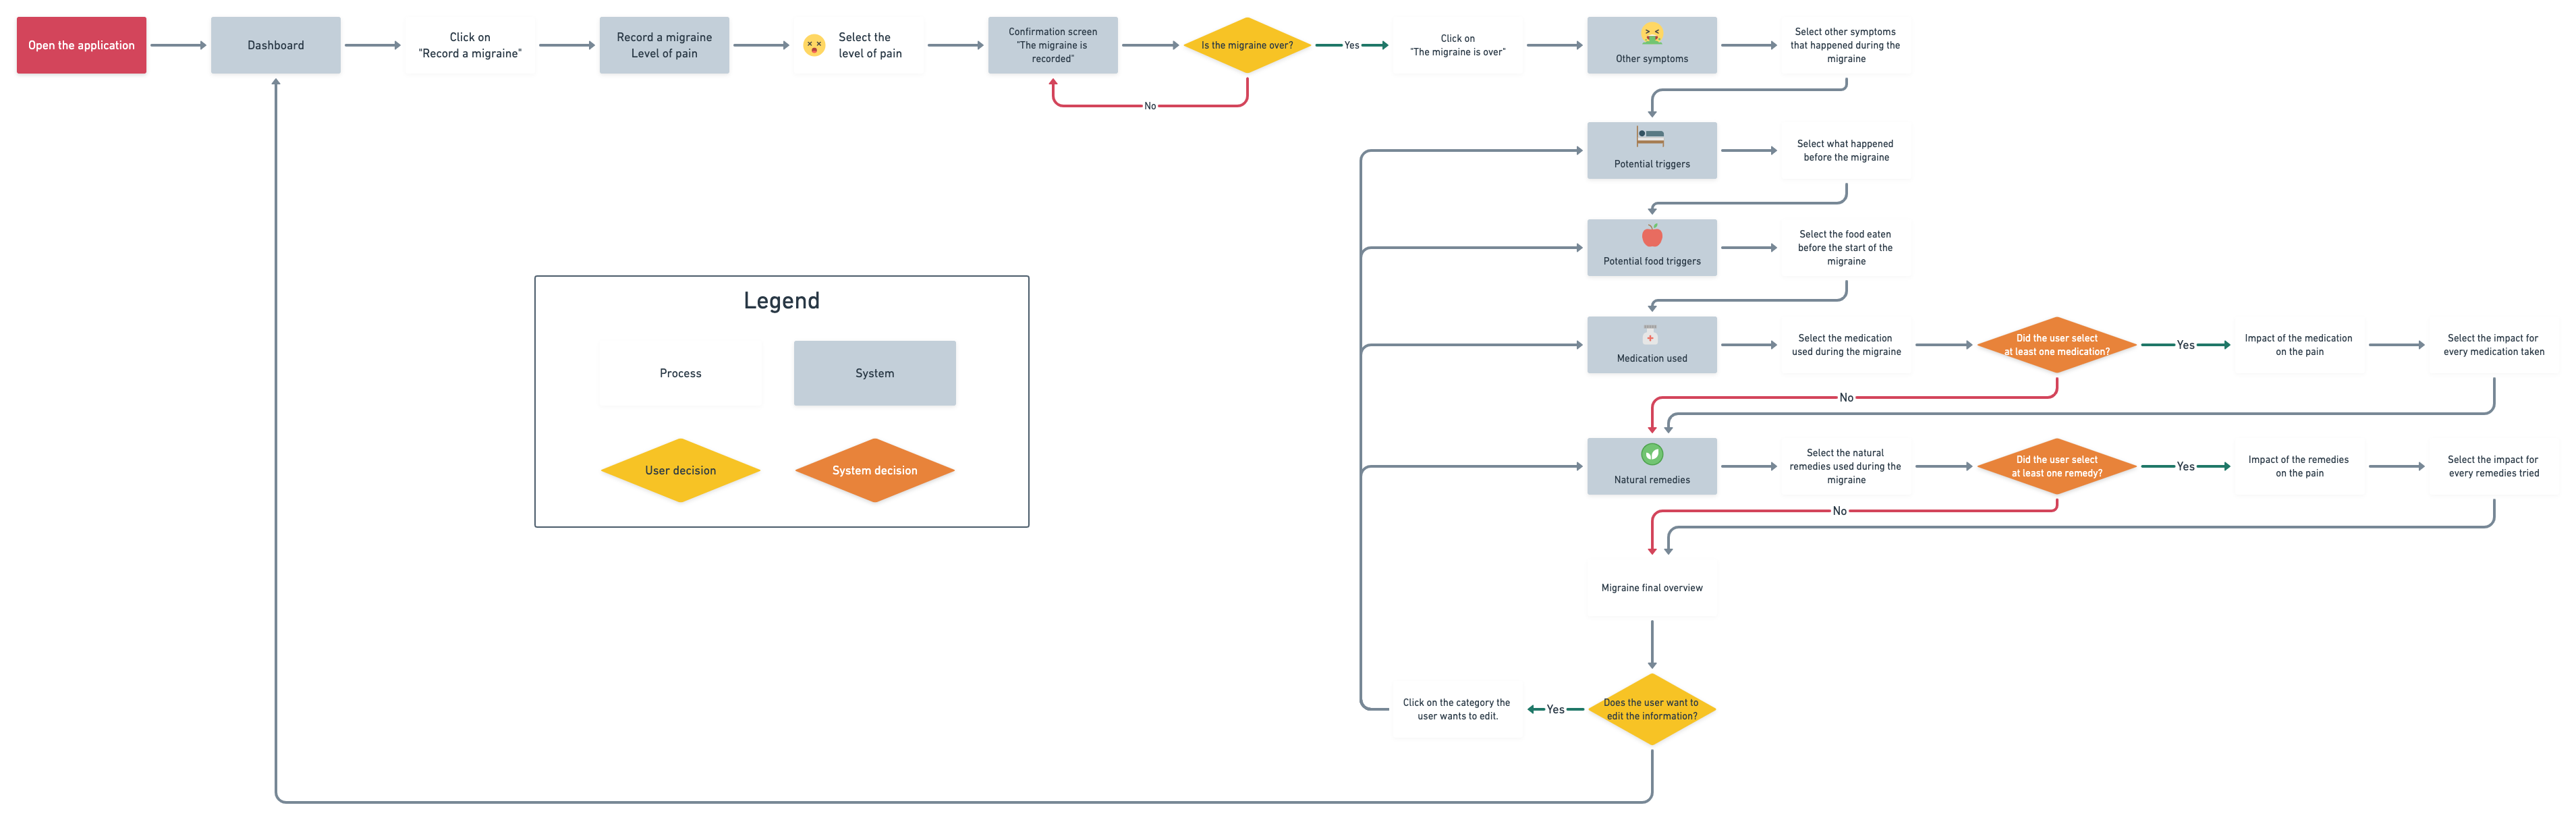 Open the application
Dashboard
Click on
"Record a migraine"
Record a migraine
Level of pain
Select the
level of pain
Confirmation screen
"The migraine is
recorded"
Is the migraine over?
Yes
Click on
"The migraine is over"
Other symptoms
Select other symptoms
that happened during the
migraine
No
Potential triggers
Select what happened
before the migraine
Potential food triggers
Select the food eaten
before the start of the
migraine
Legend
Process
System
User decision
System decision
Medication used
Select the medication
used during the migraine
Did the user select
at least one medication?
Yes
Impact of the medication
on the pain
Select the impact for
every medication taken
No
Natural remedies
Select the natural
remedies used during the
migraine
Did the user select
at least one remedy?
Yes
Impact of the remedies
on the pain
Select the impact for
every remedies tried
No
Migraine final overview
Click on the category the
user wants to edit.
Yes
Does the user want to
edit the information?